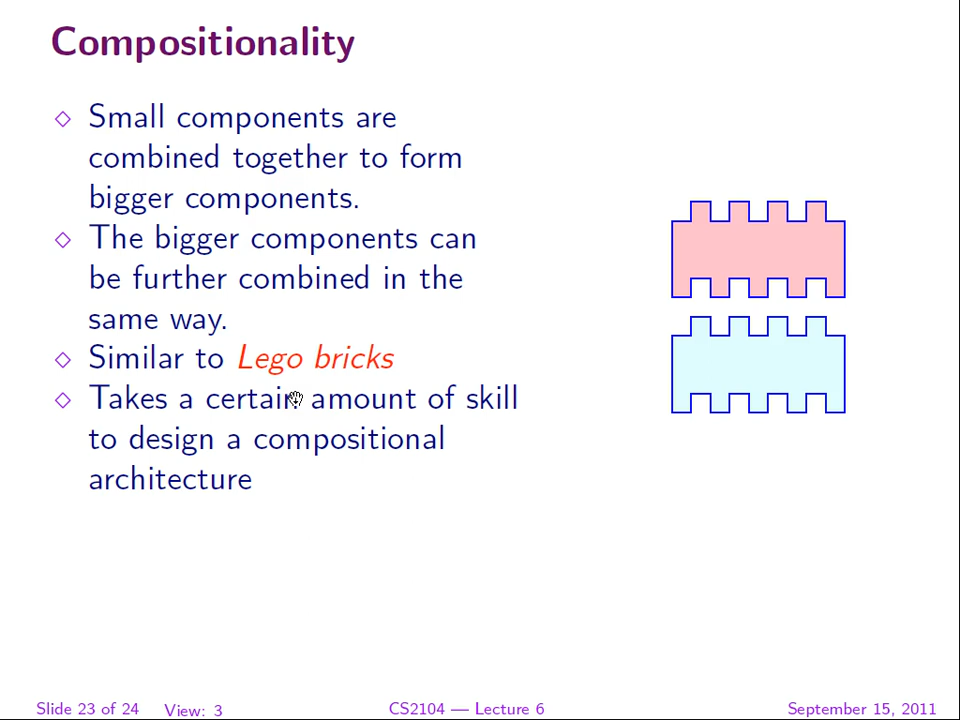 Compositionality
◇ Small components are
combined together to form
bigger components.
◇ The bigger components can
be further combined in the
same way.
◇ Similar to Lego bricks
◇ Takes a certain amount of skill
to design a compositional
architecture
Slide 23 of 24 View: 3 CS2104 — Lecture 6 September 15, 2011